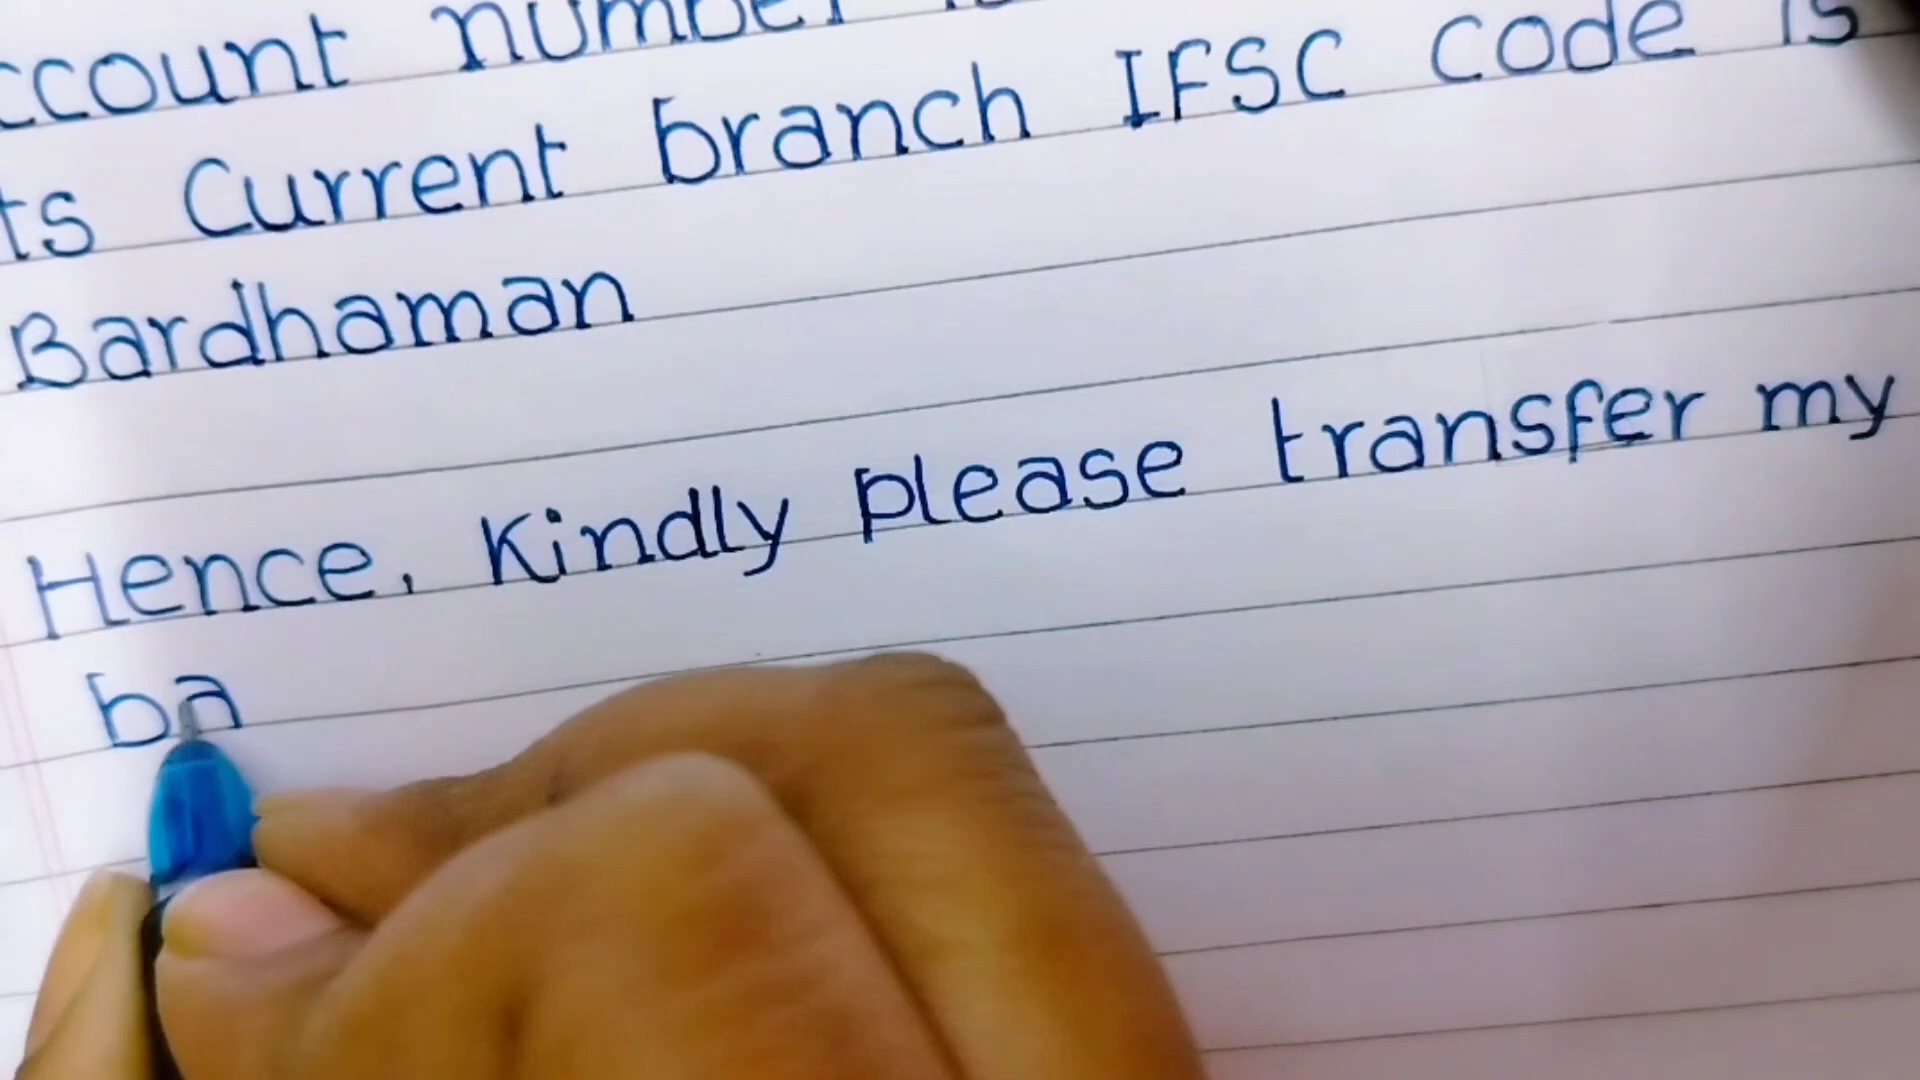 ccount number
ts Current branch IFSC code is
Bardhaman
Hence, Kindly please transfer my
ba